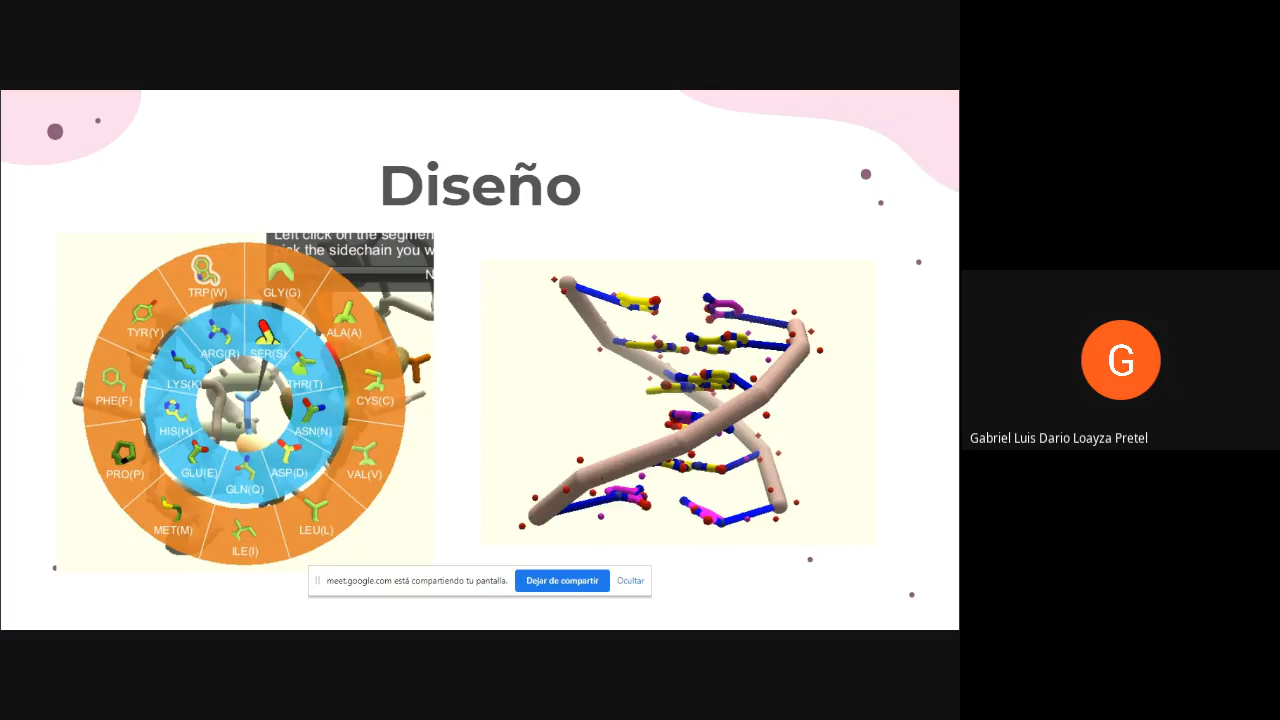 Diseño
Left click on the segmen
ick the sidechain you w
N
TRP(W)
GLY(G)
TYR(Y)
ALA(A)
ARG(R)
SER(S)
LYS(K)
THR(T)
PHE(F)
CYS(C)
HIS(H)
ASN(N)
PRO(P)
GLU(E)
ASP(D)
VAL(V)
GLN(Q)
MET(M)
LEU(L)
ILE(I)
meet.google.com está compartiendo tu pantalla.
Dejar de compartir
Ocultar
G
Gabriel Luis Dario Loayza Pretel